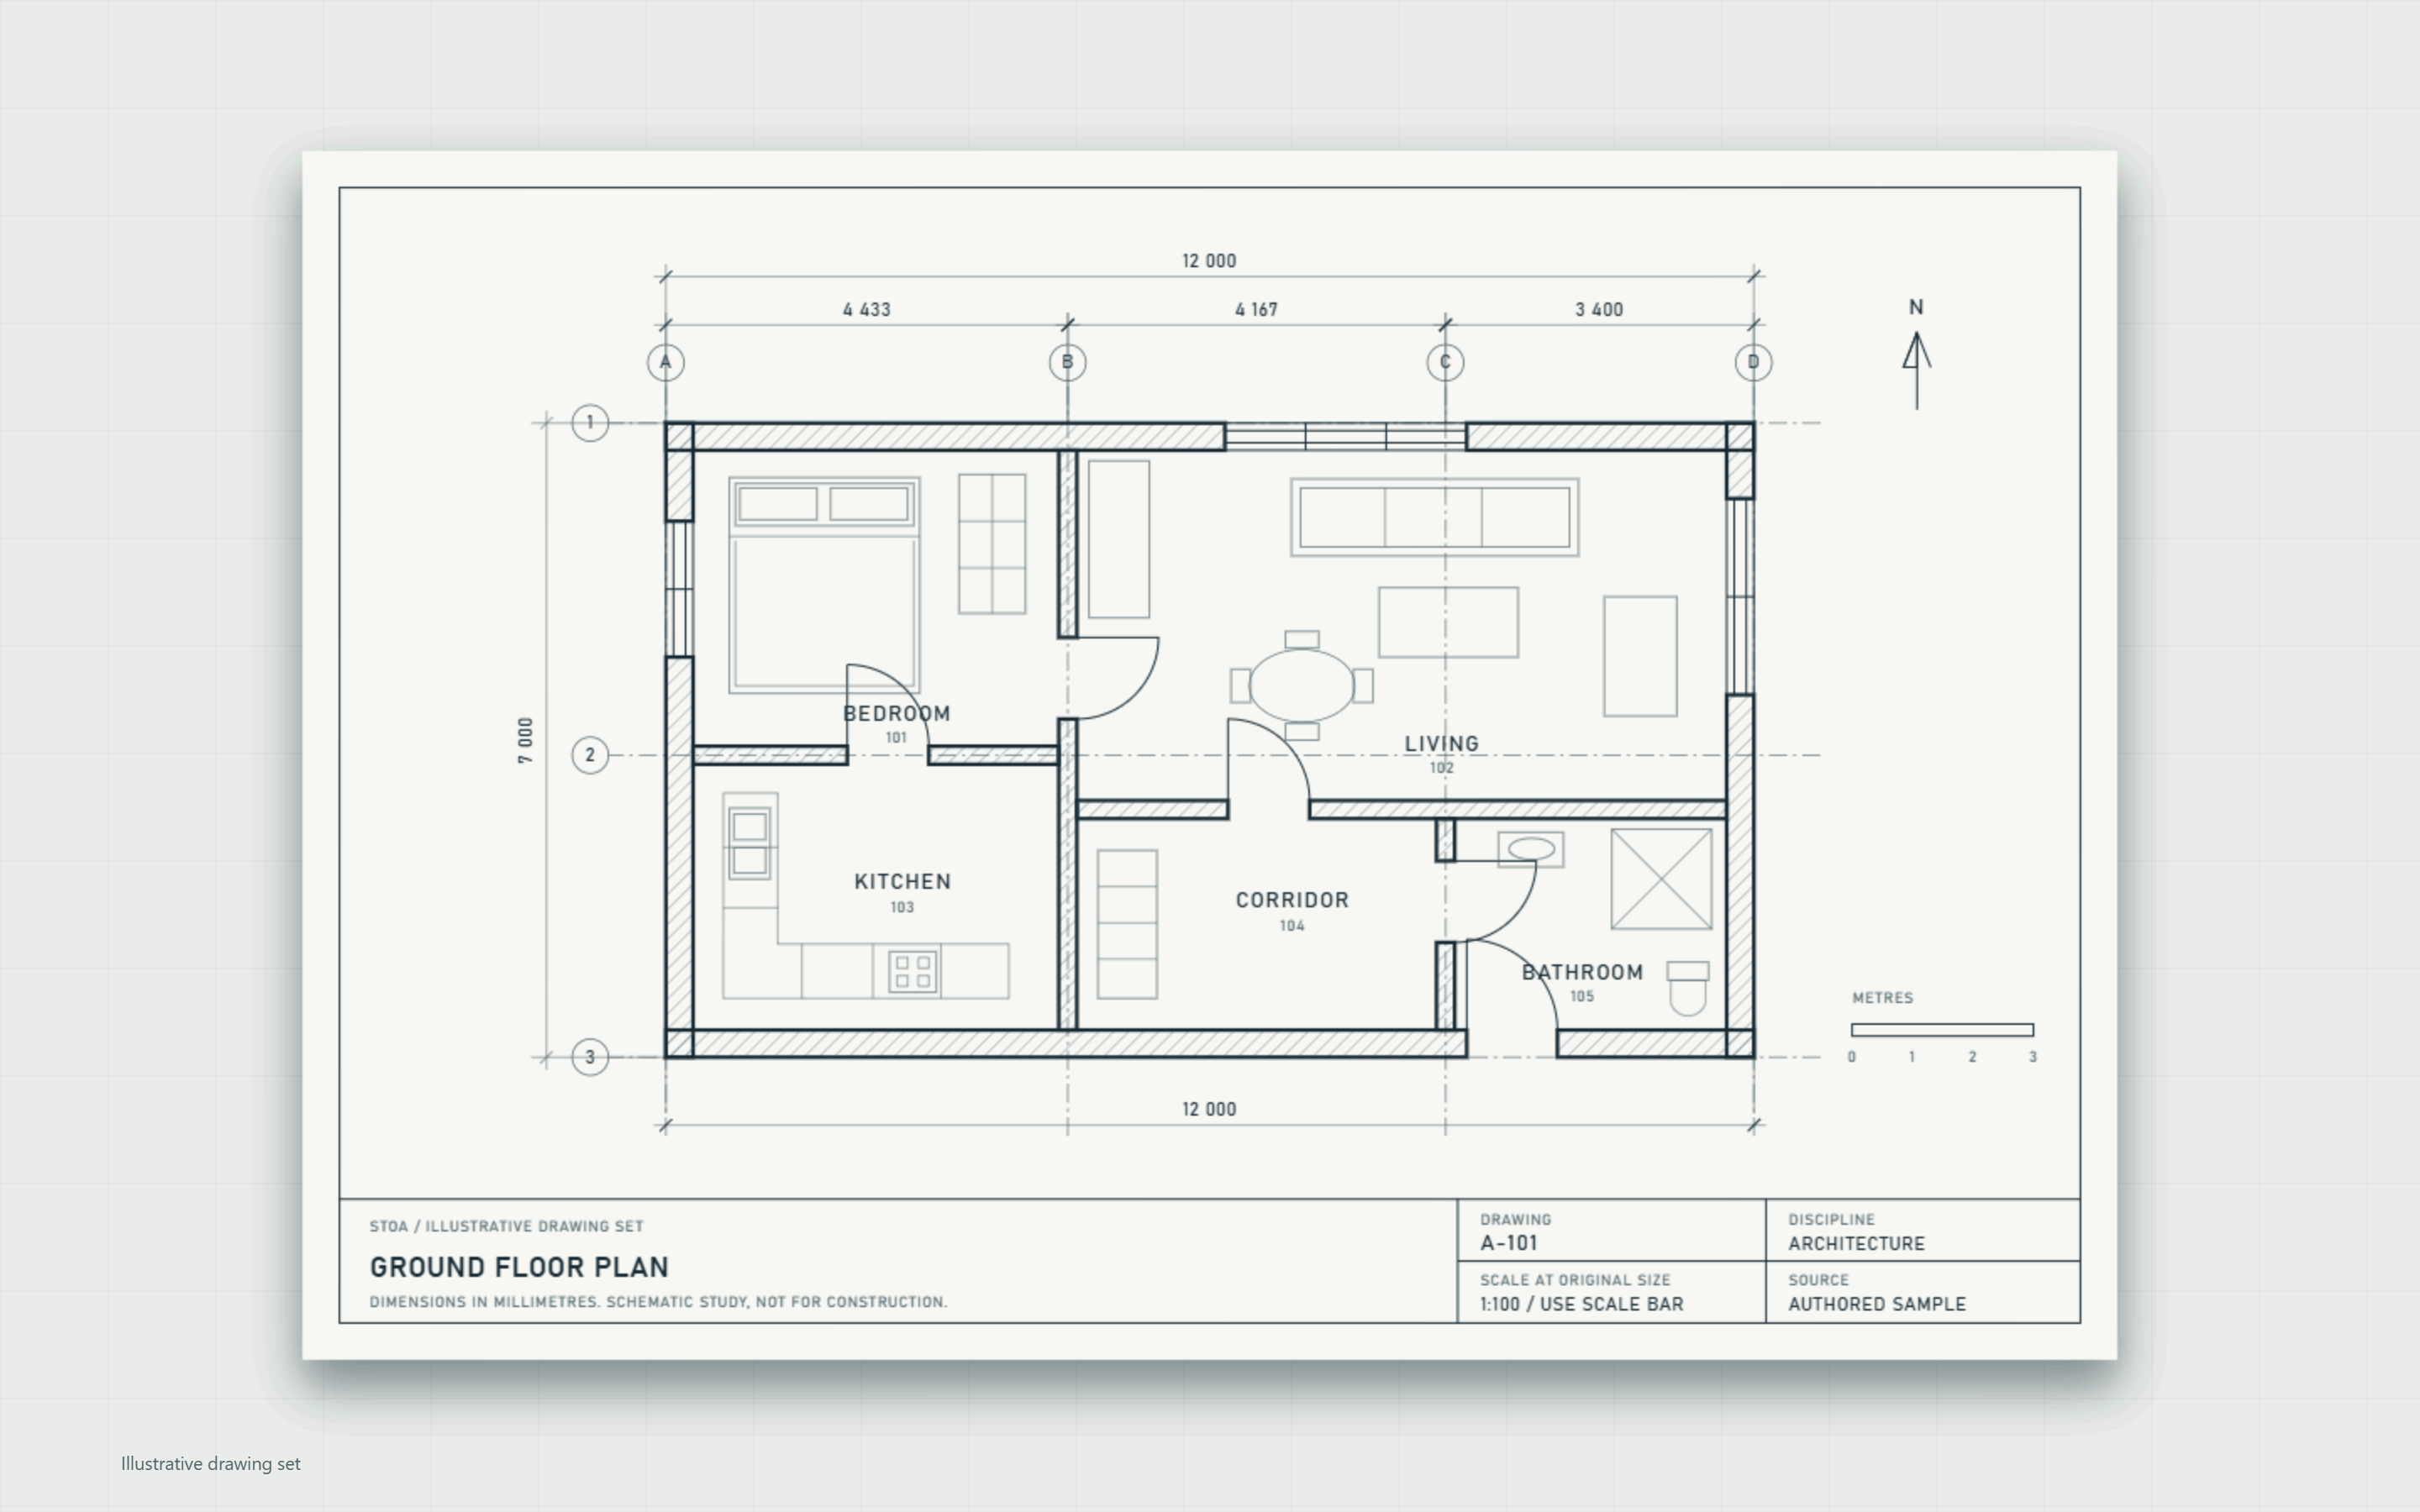 12 000
4 433
4 167
3 400
N
A
B
C
D
1
7 000
2
3
BEDROOM
101
LIVING
102
KITCHEN
103
CORRIDOR
104
BATHROOM
105
METRES
0 1 2 3
12 000
STOA / ILLUSTRATIVE DRAWING SET
GROUND FLOOR PLAN
DIMENSIONS IN MILLIMETRES. SCHEMATIC STUDY, NOT FOR CONSTRUCTION.
DRAWING
A-101
DISCIPLINE
ARCHITECTURE
SCALE AT ORIGINAL SIZE
1:100 / USE SCALE BAR
SOURCE
AUTHORED SAMPLE
Illustrative drawing set